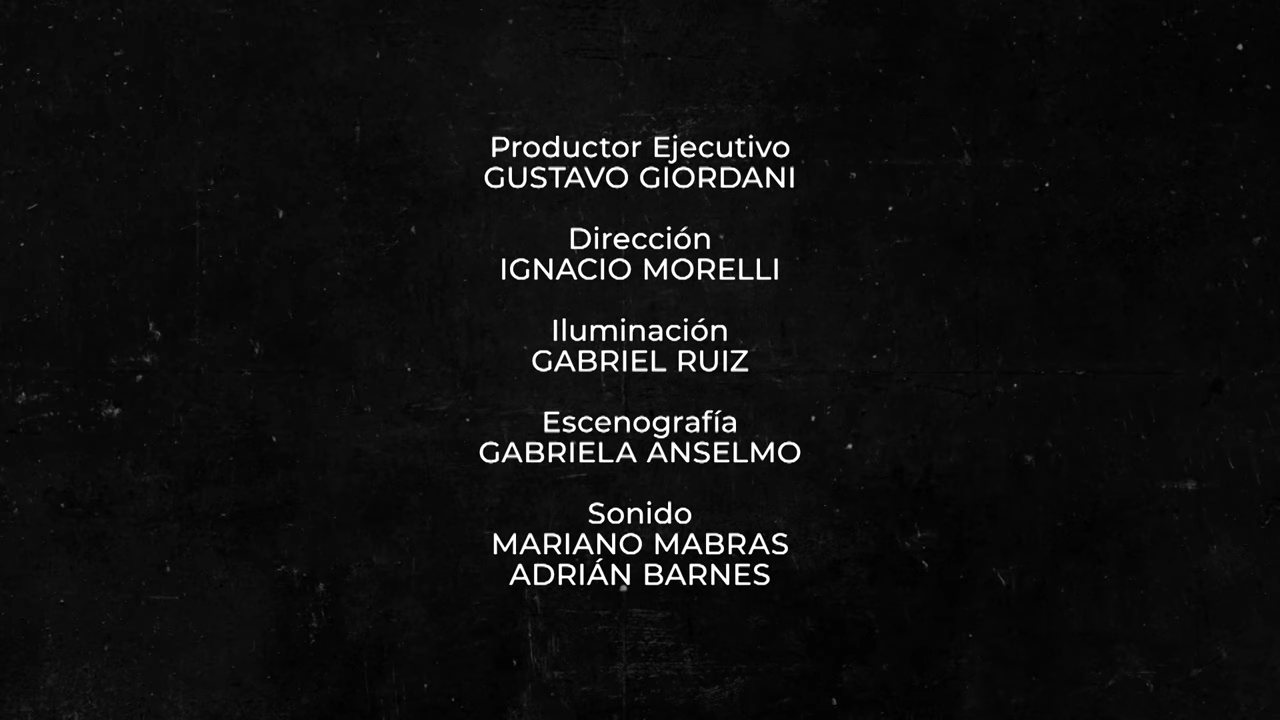 Productor Ejecutivo
GUSTAVO GIORDANI
Dirección
IGNACIO MORELLI
Iluminación
GABRIEL RUIZ
Escenografía
GABRIELA ANSELMO
Sonido
MARIANO MABRAS
ADRIÁN BARNES